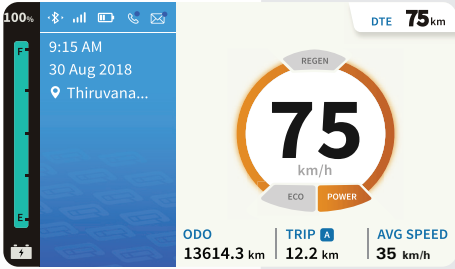 100%
F
E
9:15 AM
30 Aug 2018
Thiruvana...
DTE 75 km
REGEN
75
km/h
ECO
POWER
ODO
13614.3 km
TRIP A
12.2 km
AVG SPEED
35 km/h